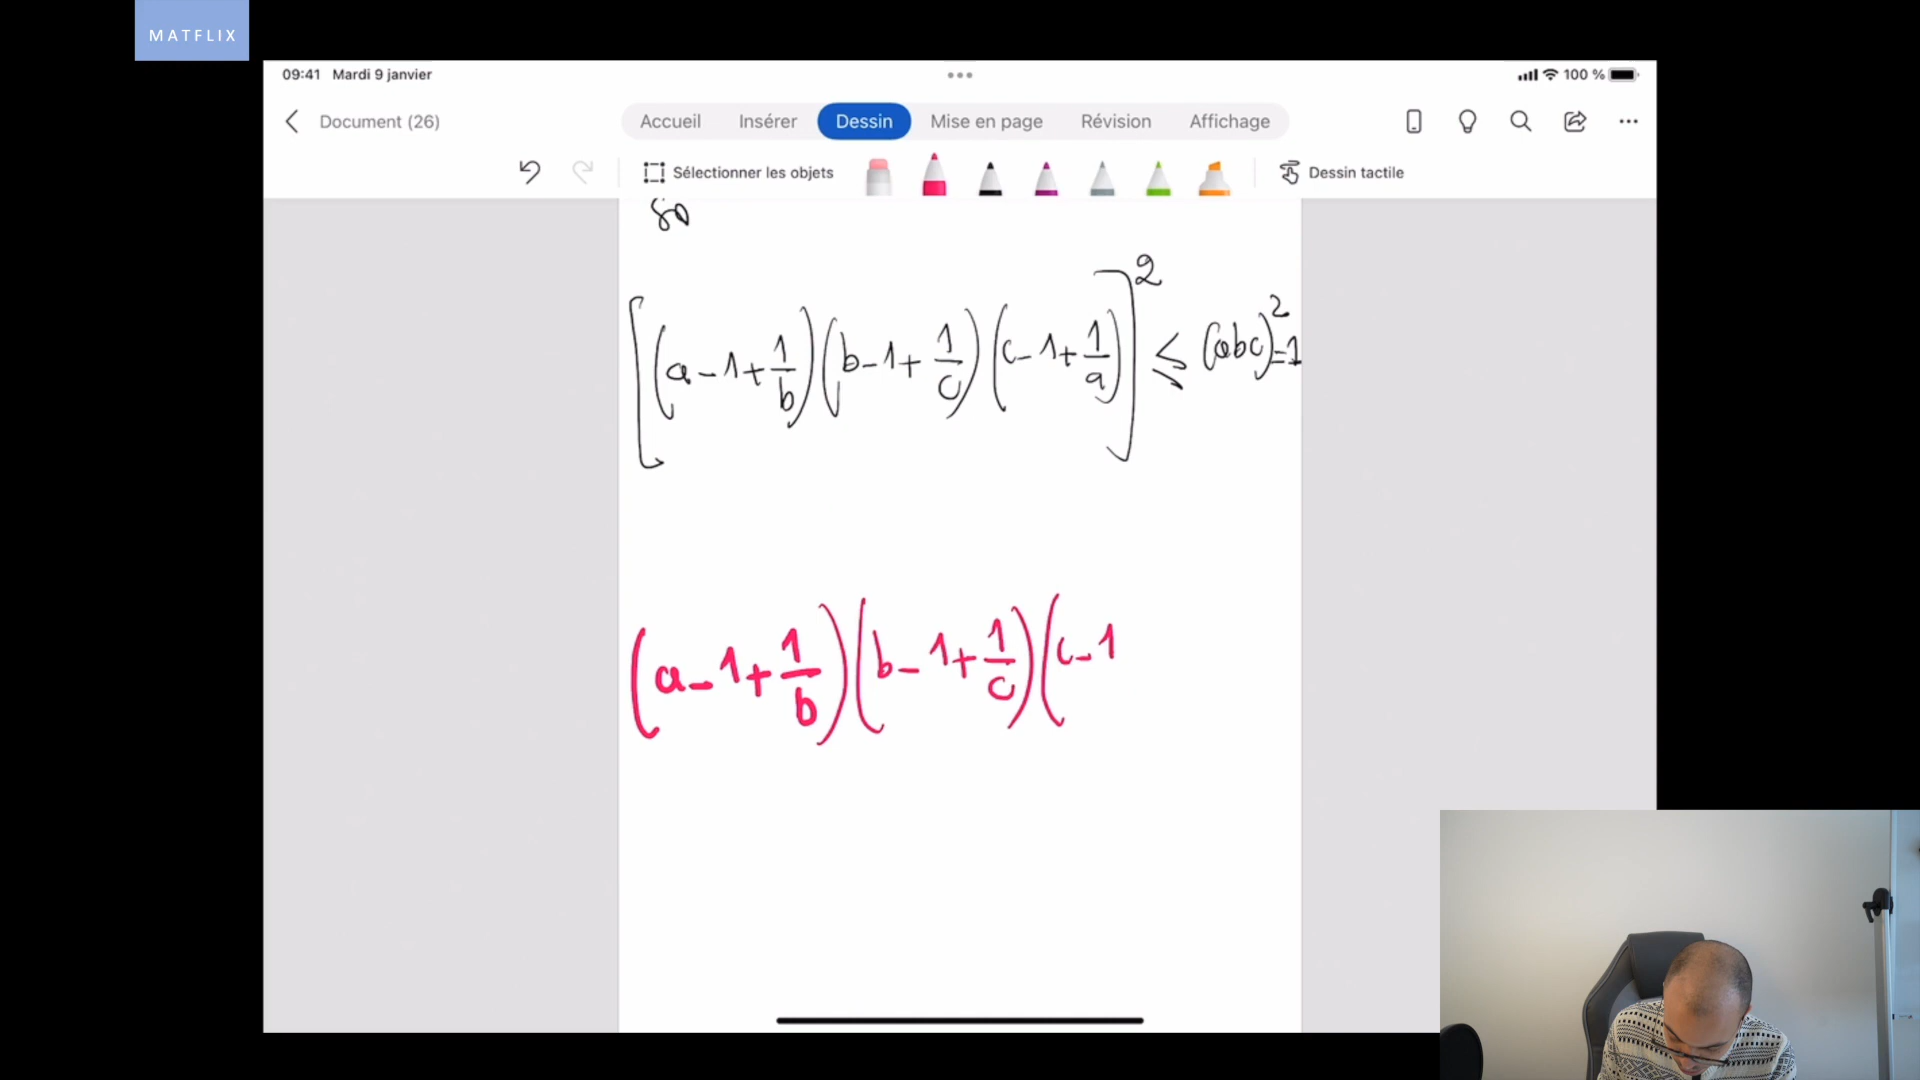 MATFLIX
09:41 Mardi 9 janvier
100 %
Document (26)
Accueil Insérer Dessin Mise en page Révision Affichage
Sélectionner les objets
Dessin tactile
so
[(a-1+1/b)(b-1+1/c)(c-1+1/a)]² ≤ (abc)²=1
(a-1+1/b)(b-1+1/c)(c-1